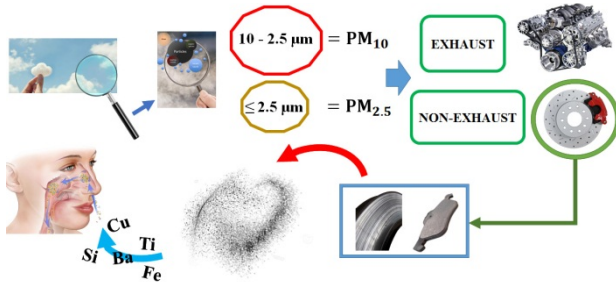 10 - 2.5 μm = PM10
EXHAUST
≤ 2.5 μm = PM2.5
NON-EXHAUST
Cu
Si Ba Ti
Fe